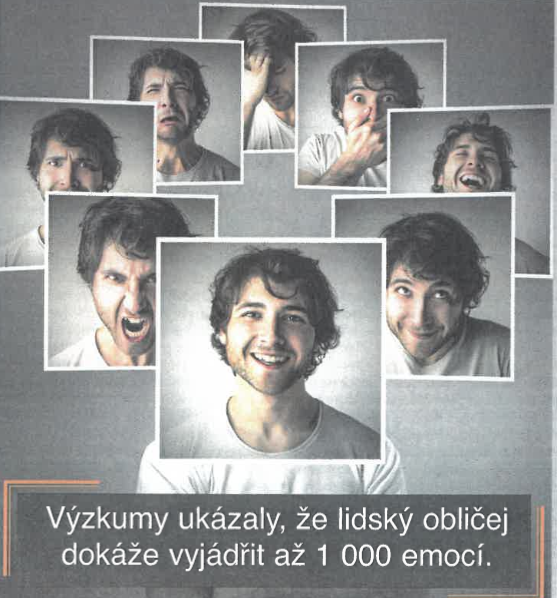 Výzkumy ukázaly, že lidský obličej
dokáže vyjádřit až 1 000 emocí.